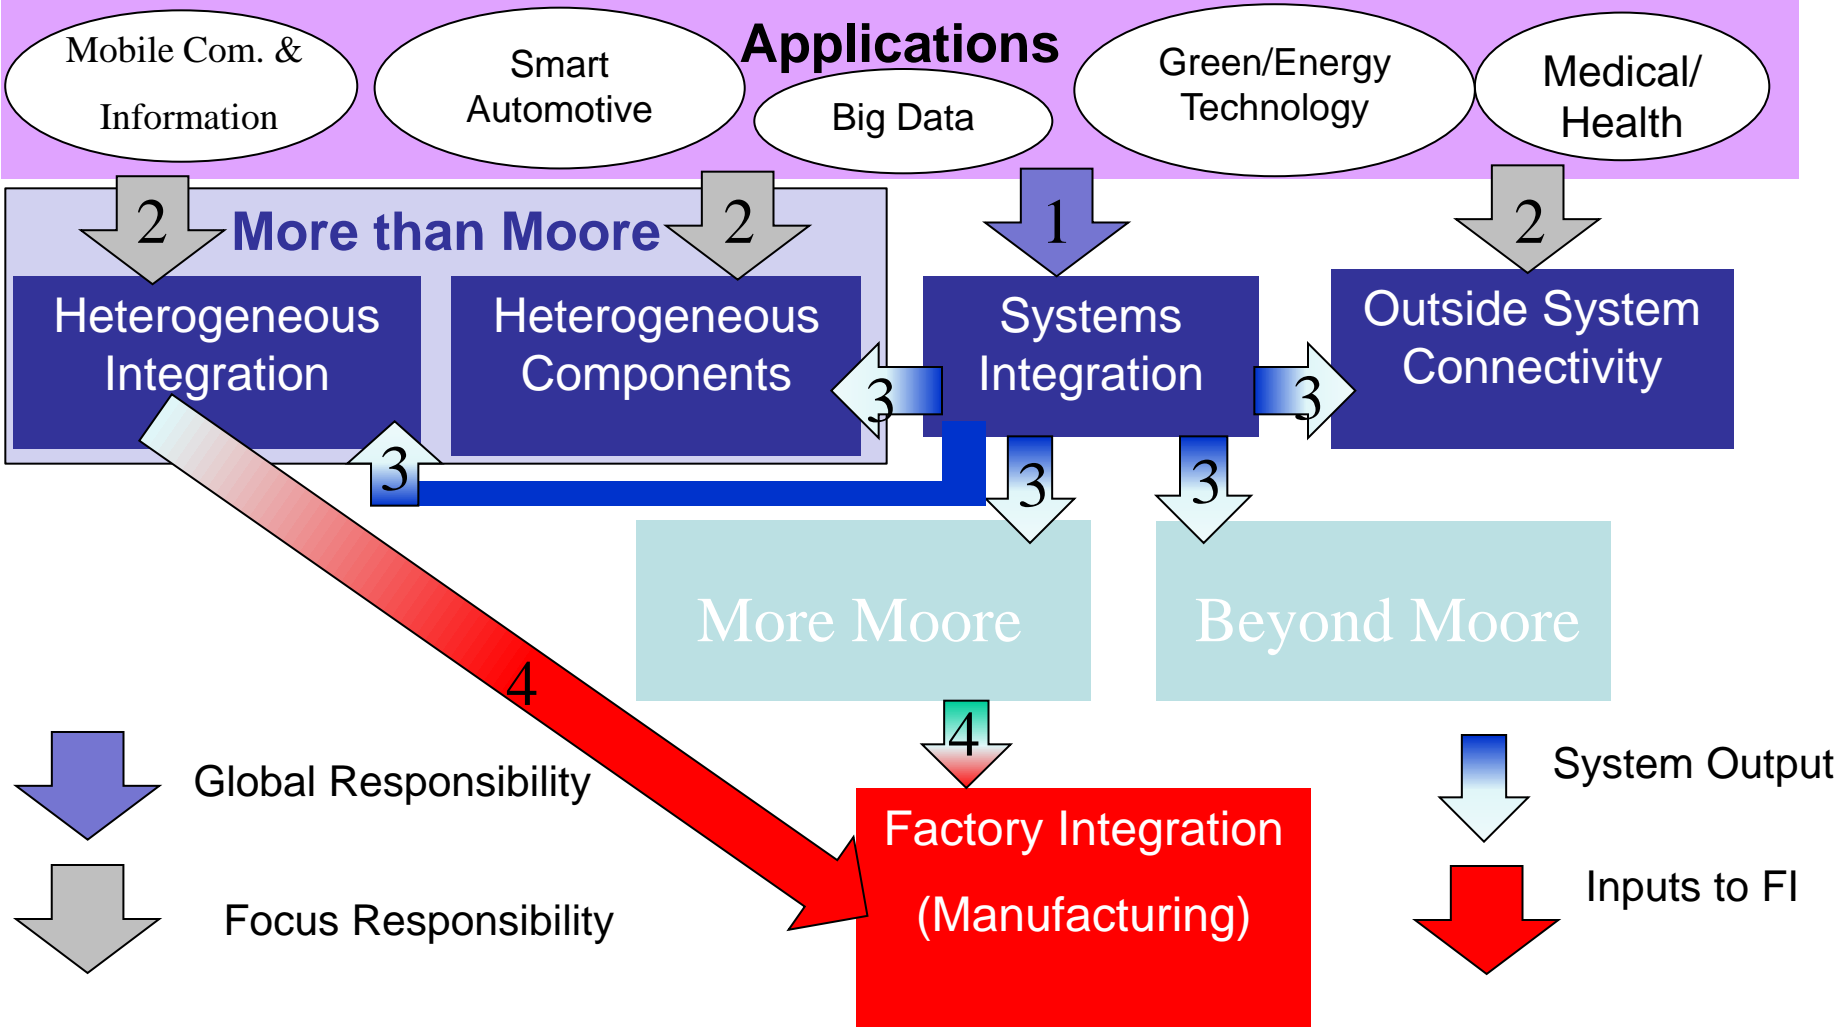 Applications
Mobile Com. &
Information
Smart
Automotive
Big Data
Green/Energy
Technology
Medical/
Health
2
More than Moore
2
1
2
Heterogeneous
Integration
Heterogeneous
Components
Systems
Integration
Outside System
Connectivity
3
3
3
3
3
More Moore
Beyond Moore
4
4
Global Responsibility
System Output
Factory Integration
(Manufacturing)
Focus Responsibility
Inputs to FI